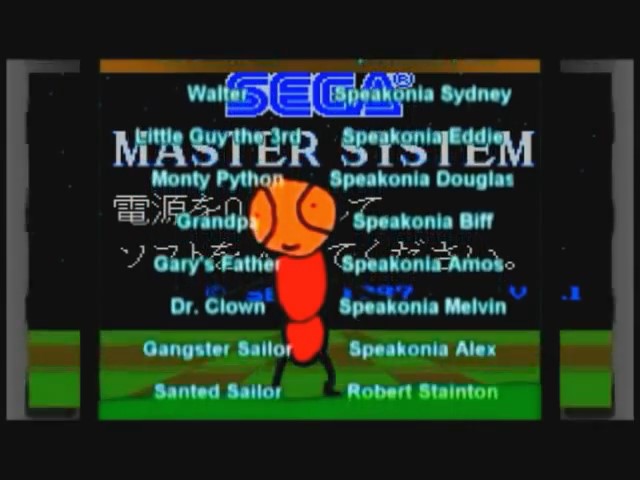 SEGA®
Walter Speakonia Sydney
Little Guy the 3rd Speakonia Eddie
MASTER SYSTEM
Monty Python Speakonia Douglas
電源を て
Grandpa Speakonia Biff
ソフトを てください。
Gary's Father Speakonia Amos
Dr. Clown Speakonia Melvin
Gangster Sailor Speakonia Alex
Santed Sailor Robert Stainton